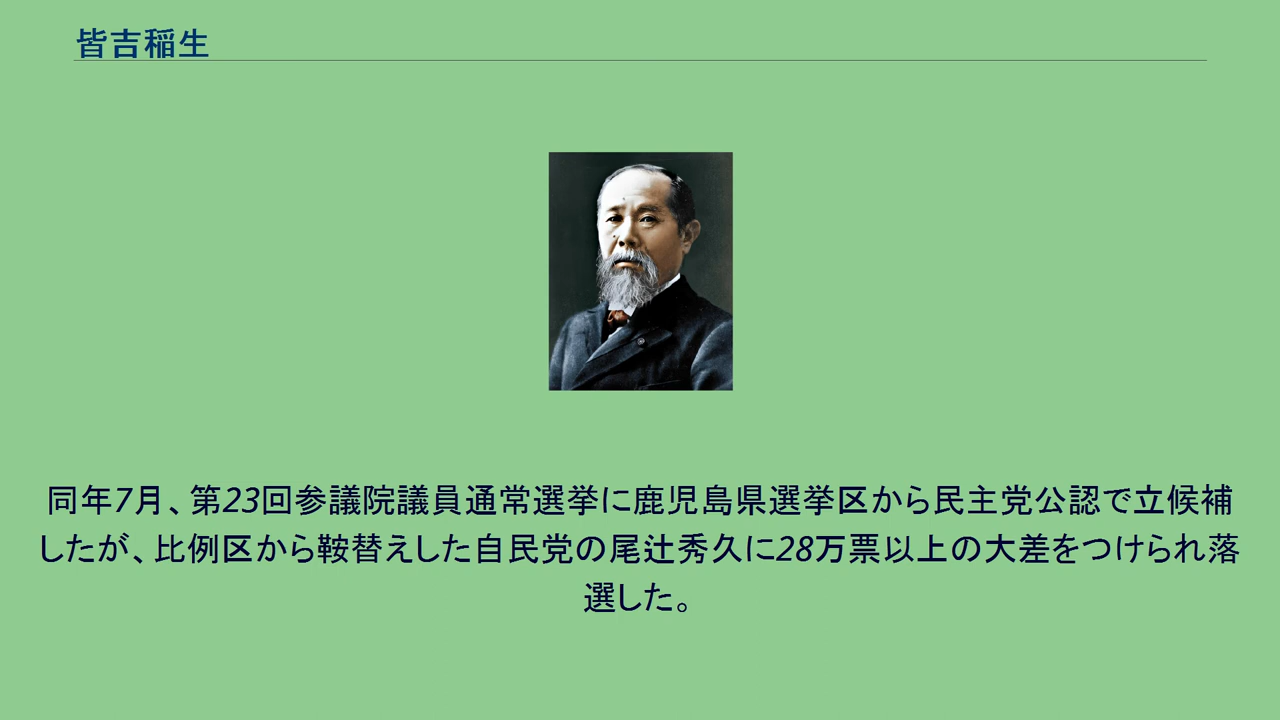 皆吉稲生
同年7月、第23回参議院議員通常選挙に鹿児島県選挙区から民主党公認で立候補
したが、比例区から鞍替えした自民党の尾辻秀久に28万票以上の大差をつけられ落
選した。